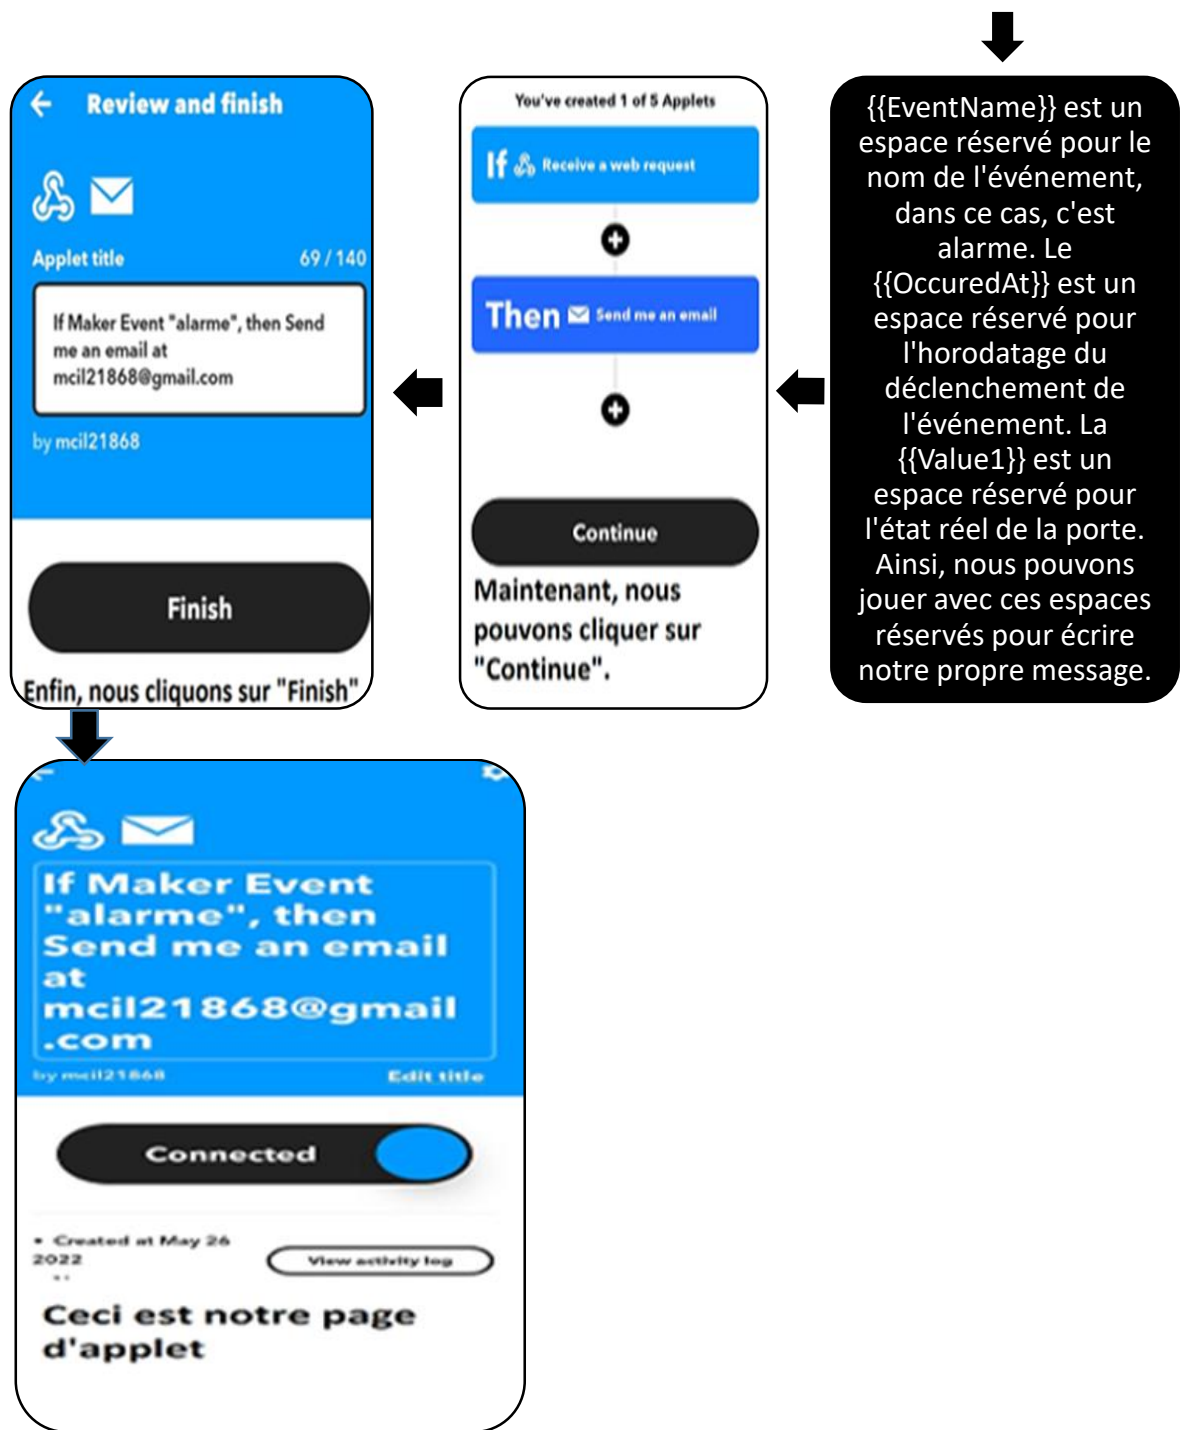 Review and finish
Applet title 69 / 140
If Maker Event "alarme", then Send
me an email at
mcil21868@gmail.com
by mcil21868
Finish
Enfin, nous cliquons sur "Finish"
You've created 1 of 5 Applets
If Receive a web request
Then Send me an email
Continue
Maintenant, nous
pouvons cliquer sur
"Continue".
{{EventName}} est un
espace réservé pour le
nom de l'événement,
dans ce cas, c'est
alarme. Le
{{OccuredAt}} est un
espace réservé pour
l'horodatage du
déclenchement de
l'événement. La
{{Value1}} est un
espace réservé pour
l'état réel de la porte.
Ainsi, nous pouvons
jouer avec ces espaces
réservés pour écrire
notre propre message.
If Maker Event
"alarme", then
Send me an email
at
mcil21868@gmail
.com
by mcil21868 Edit title
Connected
• Created at May 26
2022
View activity log
Ceci est notre page
d'applet